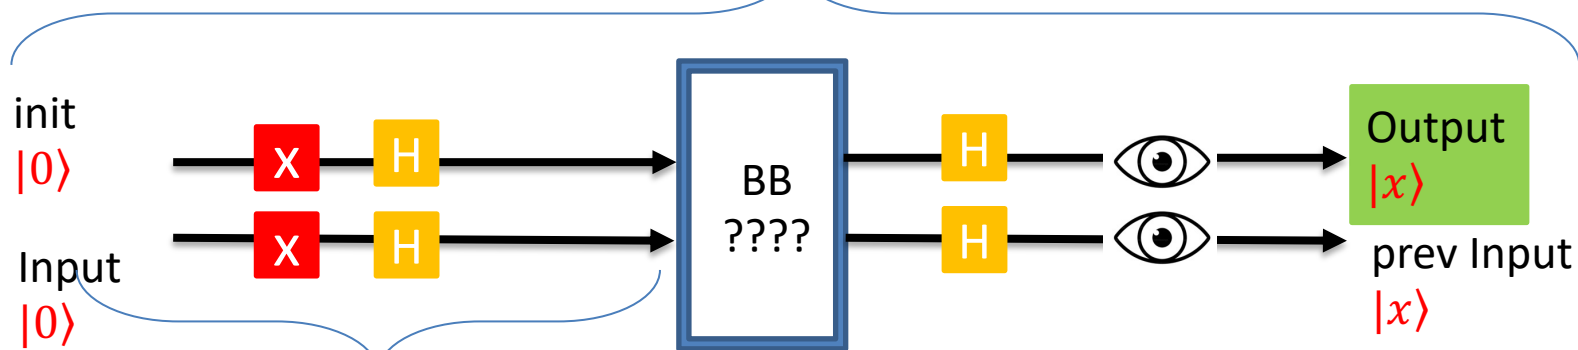 init
|0⟩
X H
BB
????
H
Output
|x⟩
Input
|0⟩
X H
H
prev Input
|x⟩